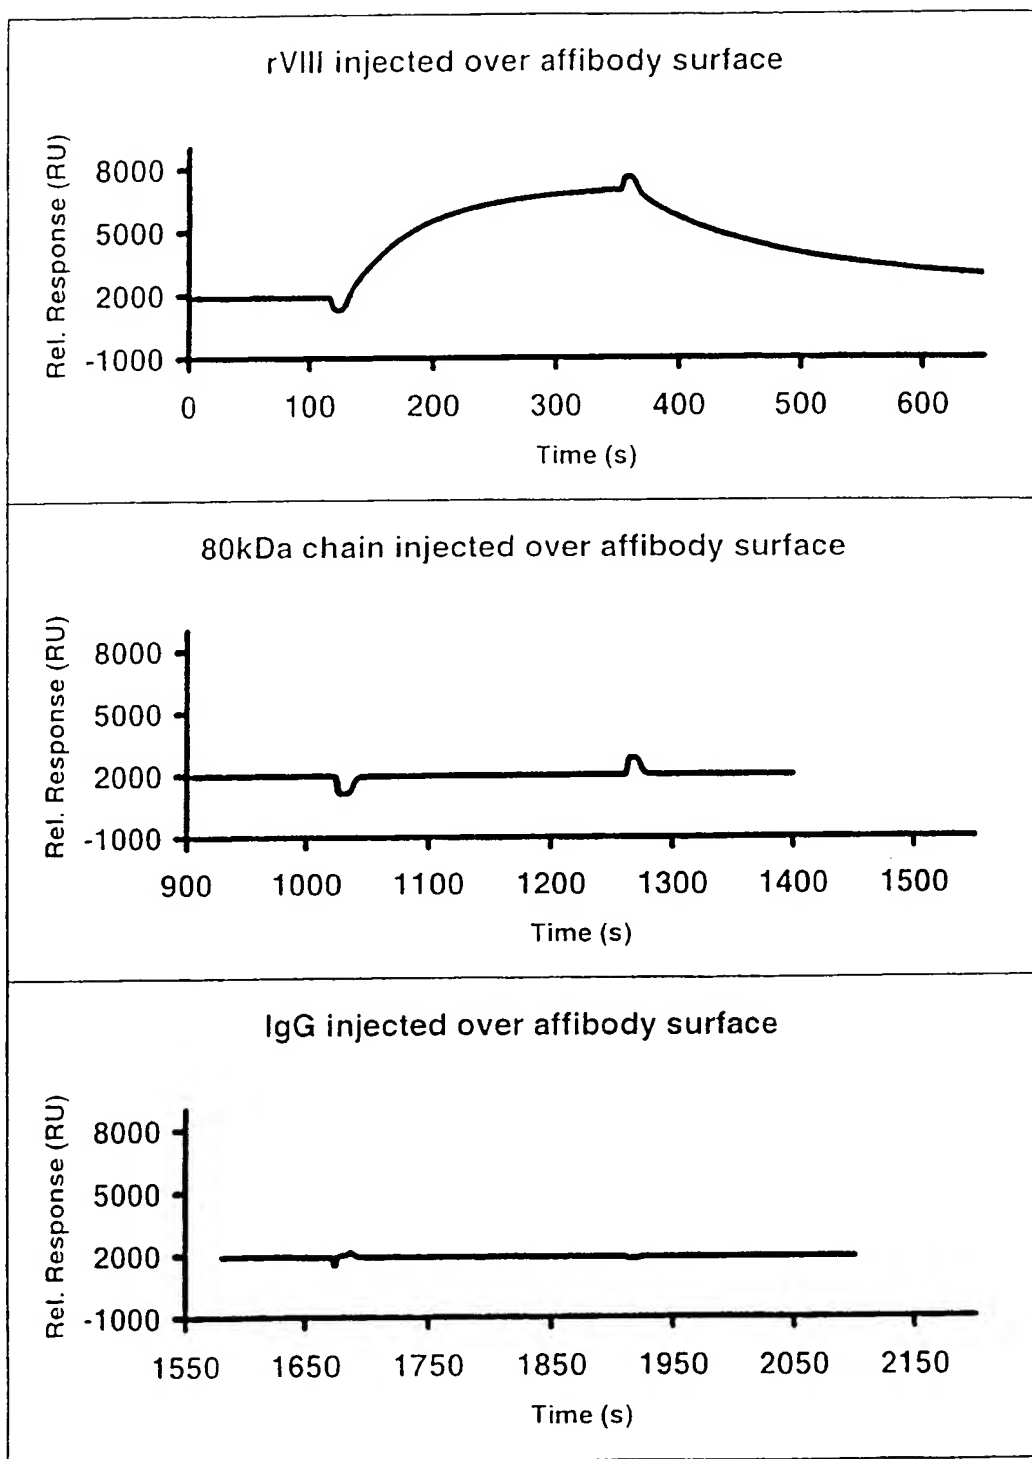 rVIII injected over affibody surface
Rel. Response (RU)
8000
5000
2000
-1000
0 100 200 300 400 500 600
Time (s)
80kDa chain injected over affibody surface
Rel. Response (RU)
8000
5000
2000
-1000
900 1000 1100 1200 1300 1400 1500
Time (s)
IgG injected over affibody surface
Rel. Response (RU)
8000
5000
2000
-1000
1550 1650 1750 1850 1950 2050 2150
Time (s)